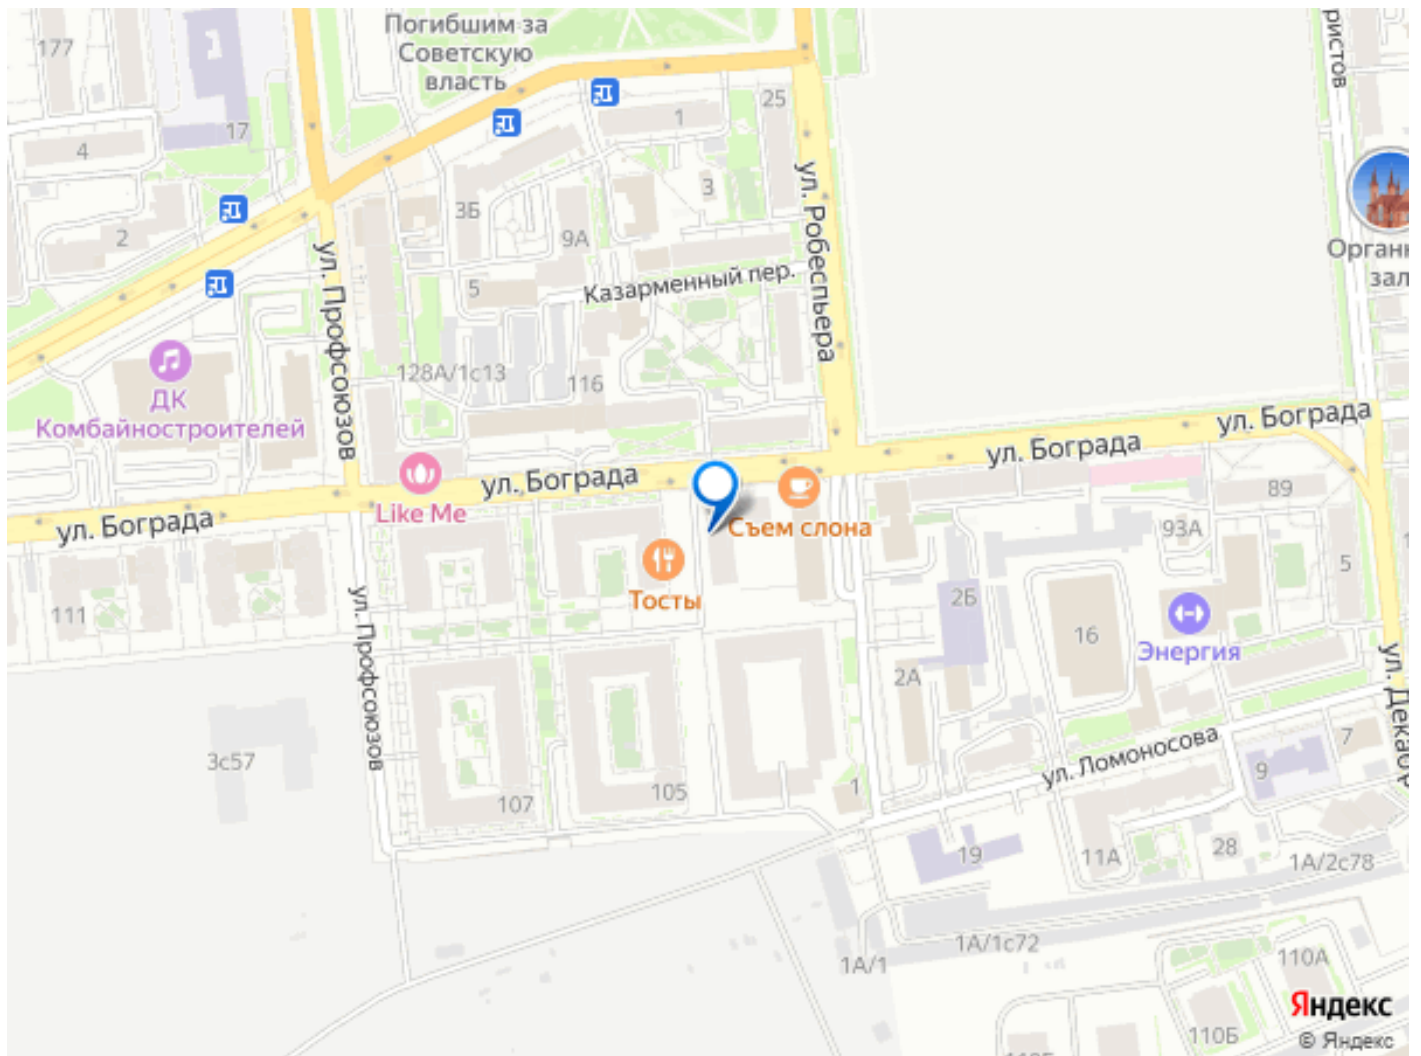 Погибшим за
Советскую
власть
177
17
4
25
1
3
2
3Б
9А
5
Казарменный пер.
ул. Робеспьера
ул. Профсоюзов
Органн
зал
128А/1с13
116
ДК
Комбайностроителей
ул. Бограда
ул. Бограда
ул. Бограда
ул. Бограда
Like Me
Съем слона
Тосты
89
93А
5
111
2Б
16
Энергия
2А
ул. Профсоюзов
3с57
107
105
1
ул. Ломоносова
7
9
ул. Декабр
19
11А
28
1А/2с78
1А/1с72
1А/1
110А
110Б
Яндекс
© Яндекс